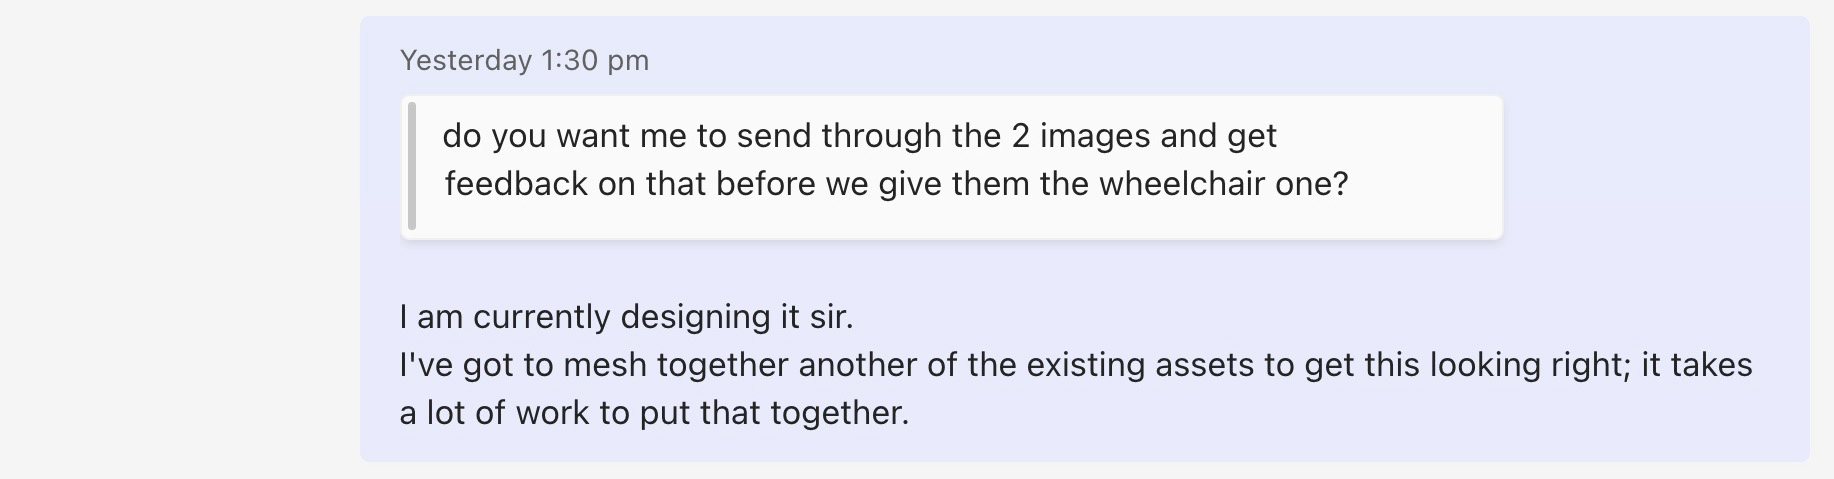 Yesterday 1:30 pm
do you want me to send through the 2 images and get
feedback on that before we give them the wheelchair one?
I am currently designing it sir.
I've got to mesh together another of the existing assets to get this looking right; it takes
a lot of work to put that together.